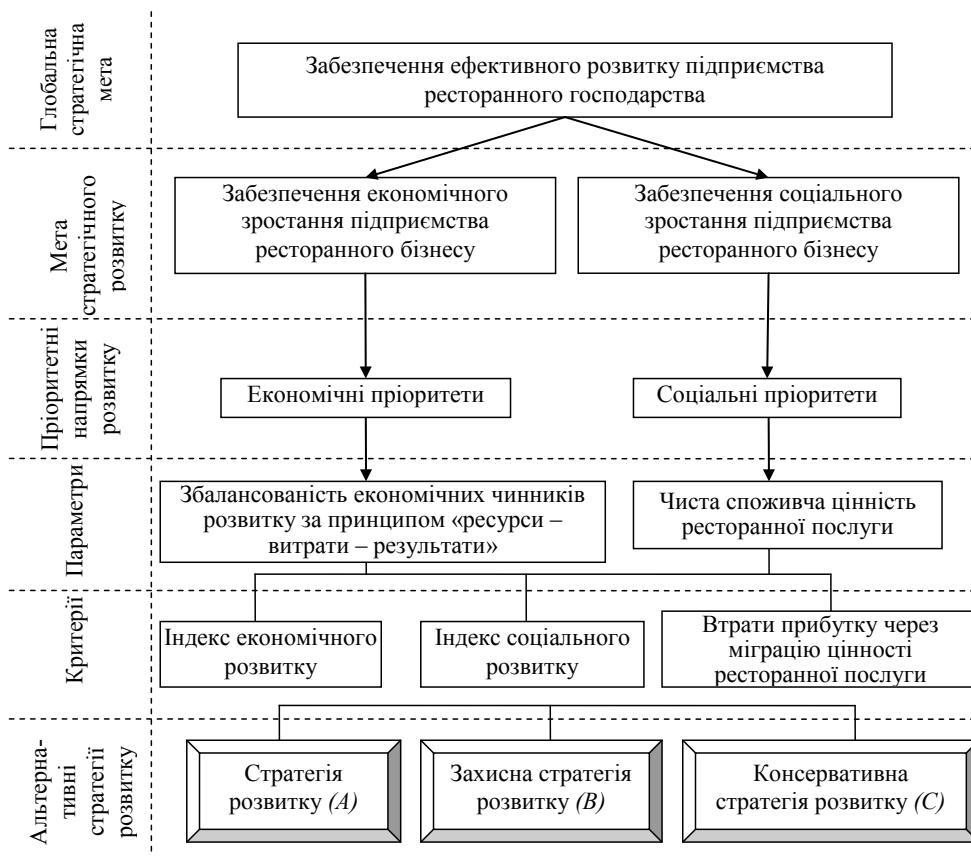 Глобальна
стратегічна
мета
Забезпечення ефективного розвитку підприємства
ресторанного господарства
Мета
стратегічного
розвитку
Забезпечення економічного
зростання підприємства
ресторанного бізнесу
Забезпечення соціального
зростання підприємства
ресторанного бізнесу
Пріоритетні
напрямки
розвитку
Економічні пріоритети
Соціальні пріоритети
Параметри
Збалансованість економічних чинників
розвитку за принципом «ресурси –
витрати – результати»
Чиста споживча цінність
ресторанної послуги
Критерії
Індекс економічного
розвитку
Індекс соціального
розвитку
Втрати прибутку через
міграцію цінності
ресторанної послуги
Альтерна-
тивні
стратегії
розвитку
Стратегія
розвитку (А)
Захисна стратегія
розвитку (В)
Консервативна
стратегія розвитку (С)